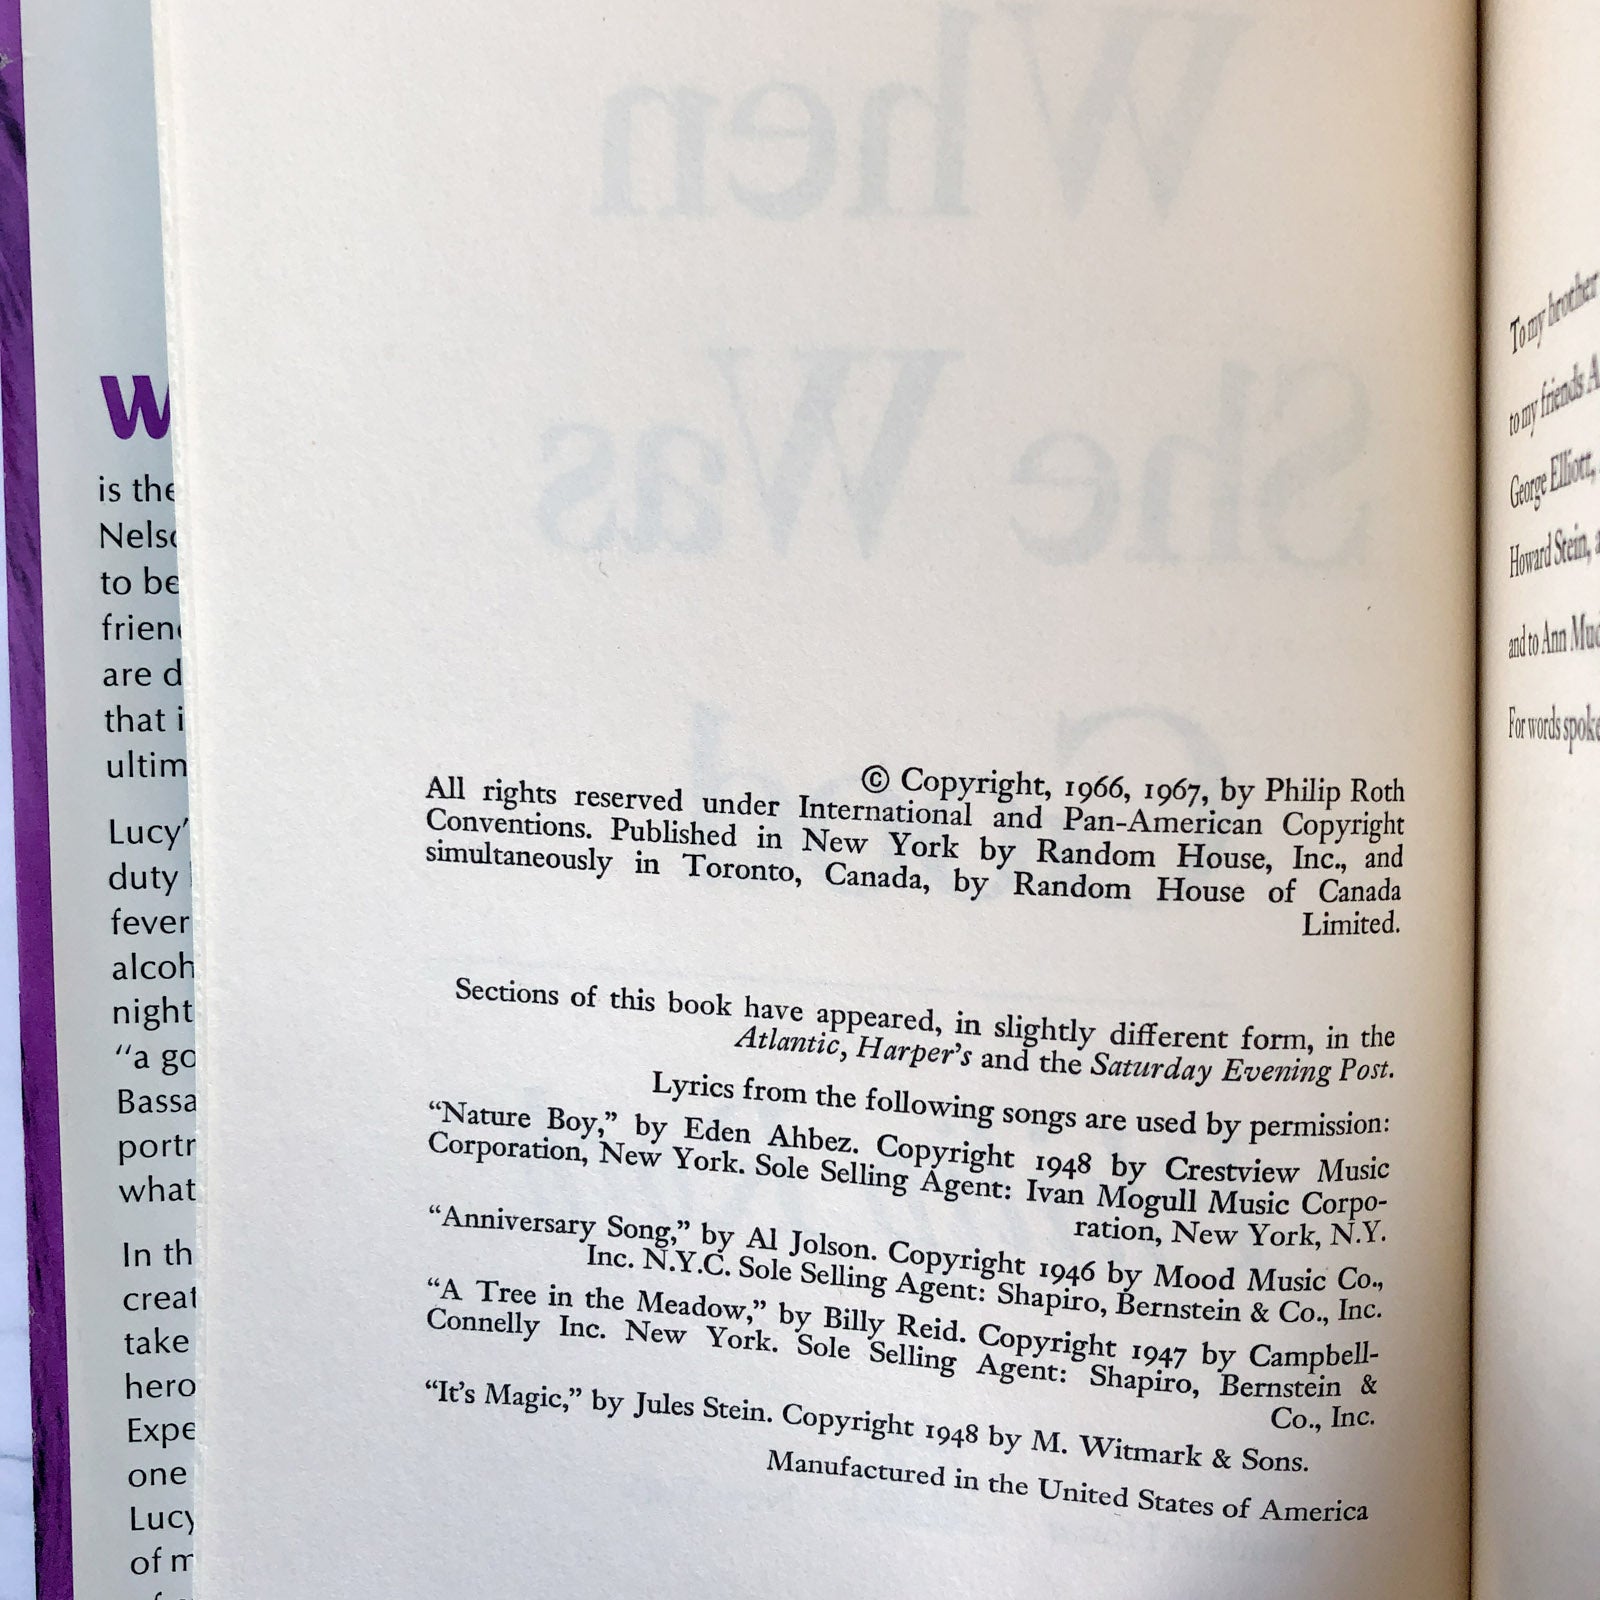 When
She Was
W
is the
Nels
to be
are d
that i
ultim
Lucy'
duty
fever
alcoh
night
"a go
Bassa
portr
what
In th
creat
take
hero
Expe
one
Lucy
of m
© Copyright, 1966, 1967, by Philip Roth
All rights reserved under International and Pan-American Copyright
Conventions. Published in New York by Random House, Inc., and
simultaneously in Toronto, Canada, by Random House of Canada
Limited.
Sections of this book have appeared, in slightly different form, in the
Atlantic, Harper's and the Saturday Evening Post.
Lyrics from the following songs are used by permission:
“Nature Boy,” by Eden Ahbez. Copyright 1948 by Crestview Music
Corporation, New York. Sole Selling Agent: Ivan Mogull Music Corpo-
ration, New York, N.Y.
“Anniversary Song,” by Al Jolson. Copyright 1946 by Mood Music Co.,
Inc. N.Y.C. Sole Selling Agent: Shapiro, Bernstein & Co., Inc.
“A Tree in the Meadow,” by Billy Reid. Copyright 1947 by Campbell-
Connelly Inc. New York. Sole Selling Agent: Shapiro, Bernstein &
Co., Inc.
“It's Magic,” by Jules Stein. Copyright 1948 by M. Witmark & Sons.
Manufactured in the United States of America
To my brother
to my friends A
George Elliott,
Howard Stein, a
and to Ann Mud
For words spoke